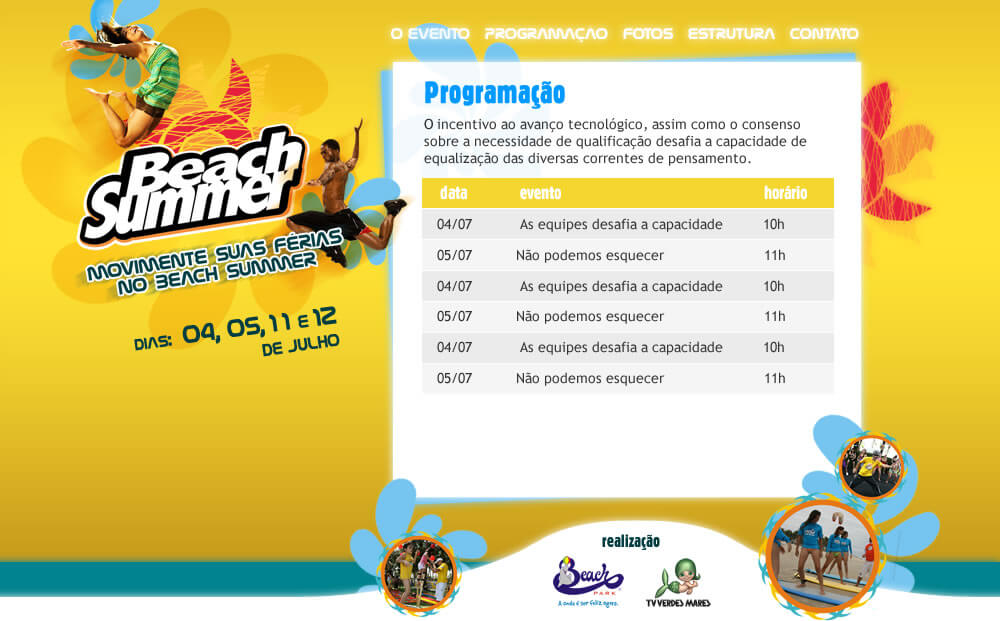 O EVENTO PROGRAMAÇAO FOTOS ESTRUTURA CONTATO
Beach
Summer
MOVIMENTE SUAS FÉRIAS
NO BEACH SUMMER
DIAS: 04, 05, 11 E 12
DE JULHO
Programação
O incentivo ao avanço tecnológico, assim como o consenso
sobre a necessidade de qualificação desafia a capacidade de
equalização das diversas correntes de pensamento.
data evento horário
04/07 As equipes desafia a capacidade 10h
05/07 Não podemos esquecer 11h
04/07 As equipes desafia a capacidade 10h
05/07 Não podemos esquecer 11h
04/07 As equipes desafia a capacidade 10h
05/07 Não podemos esquecer 11h
realização
Beach
PARK
A onda é ser feliz agora.
TV VERDES MARES